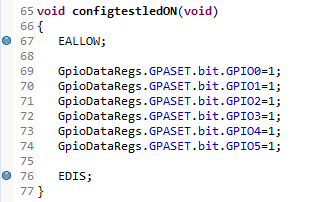 65 void configtestledON(void)
66 {
67 EALLOW;
68
69 GpioDataRegs.GPASET.bit.GPIO0=1;
70 GpioDataRegs.GPASET.bit.GPIO1=1;
71 GpioDataRegs.GPASET.bit.GPIO2=1;
72 GpioDataRegs.GPASET.bit.GPIO3=1;
73 GpioDataRegs.GPASET.bit.GPIO4=1;
74 GpioDataRegs.GPASET.bit.GPIO5=1;
75
76 EDIS;
77 }